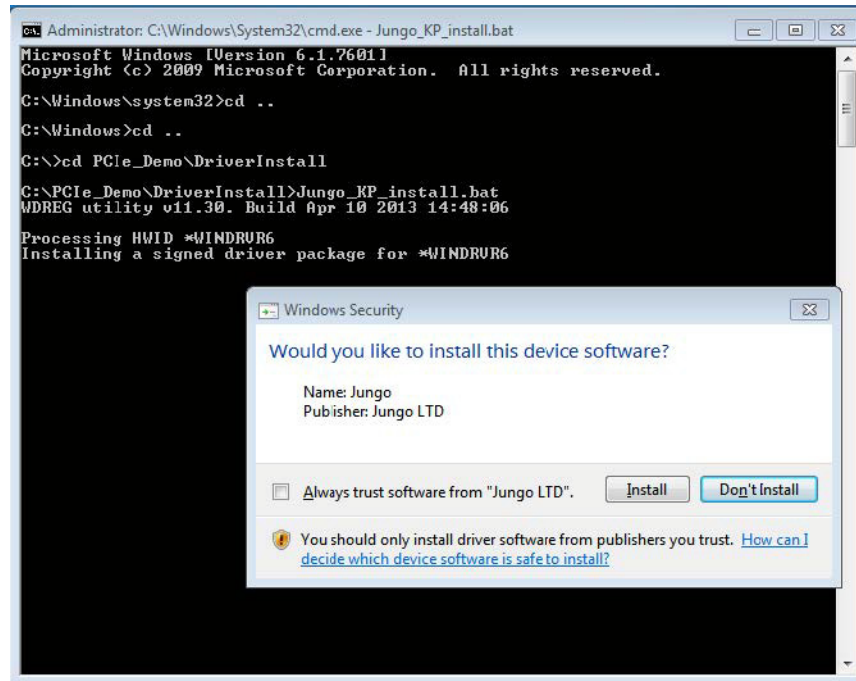 Administrator: C:\Windows\System32\cmd.exe - Jungo_KP_install.bat
Microsoft Windows [Version 6.1.7601]
Copyright (c) 2009 Microsoft Corporation.  All rights reserved.
C:\Windows\system32>cd ..
C:\Windows>cd ..
C:\>cd PCIe_Demo\DriverInstall
C:\PCIe_Demo\DriverInstall>Jungo_KP_install.bat
WDREG utility v11.30. Build Apr 10 2013 14:48:06
Processing HWID *WINDRVR6
Installing a signed driver package for *WINDRVR6
Windows Security
Would you like to install this device software?
Name: Jungo
Publisher: Jungo LTD
Always trust software from "Jungo LTD".
Install
Don't Install
You should only install driver software from publishers you trust. How can I
decide which device software is safe to install?